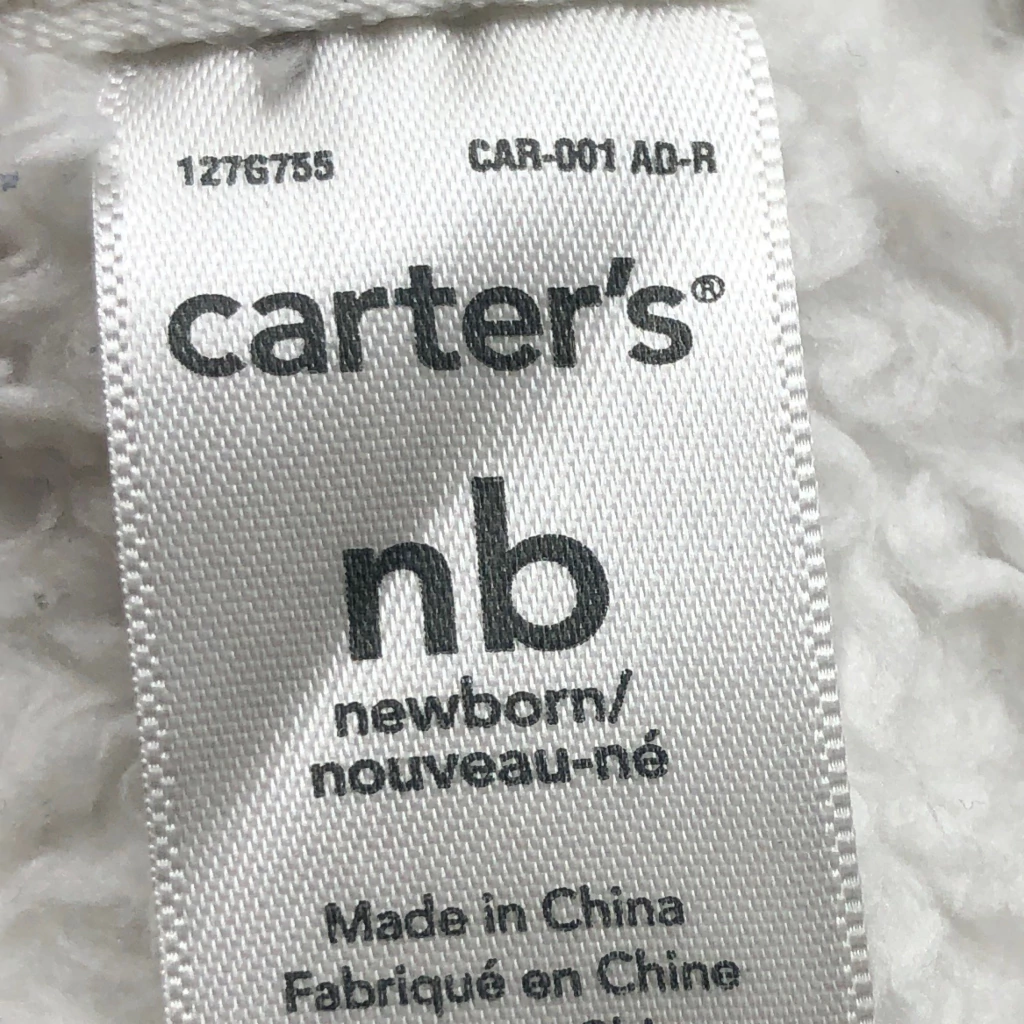 127G755 CAR-001 AD-R
carter's®
nb
newborn/
nouveau-né
Made in China
Fabriqué en Chine